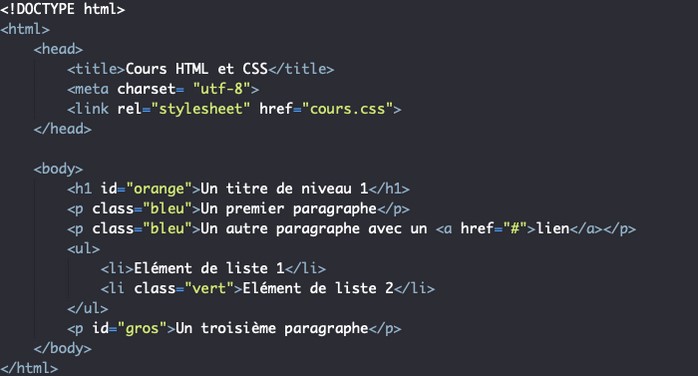 <!DOCTYPE html>
<html>
    <head>
        <title>Cours HTML et CSS</title>
        <meta charset= "utf-8">
        <link rel="stylesheet" href="cours.css">
    </head>

    <body>
        <h1 id="orange">Un titre de niveau 1</h1>
        <p class="bleu">Un premier paragraphe</p>
        <p class="bleu">Un autre paragraphe avec un <a href="#">lien</a></p>
        <ul>
            <li>Elément de liste 1</li>
            <li class="vert">Elément de liste 2</li>
        </ul>
        <p id="gros">Un troisième paragraphe</p>
    </body>
</html>